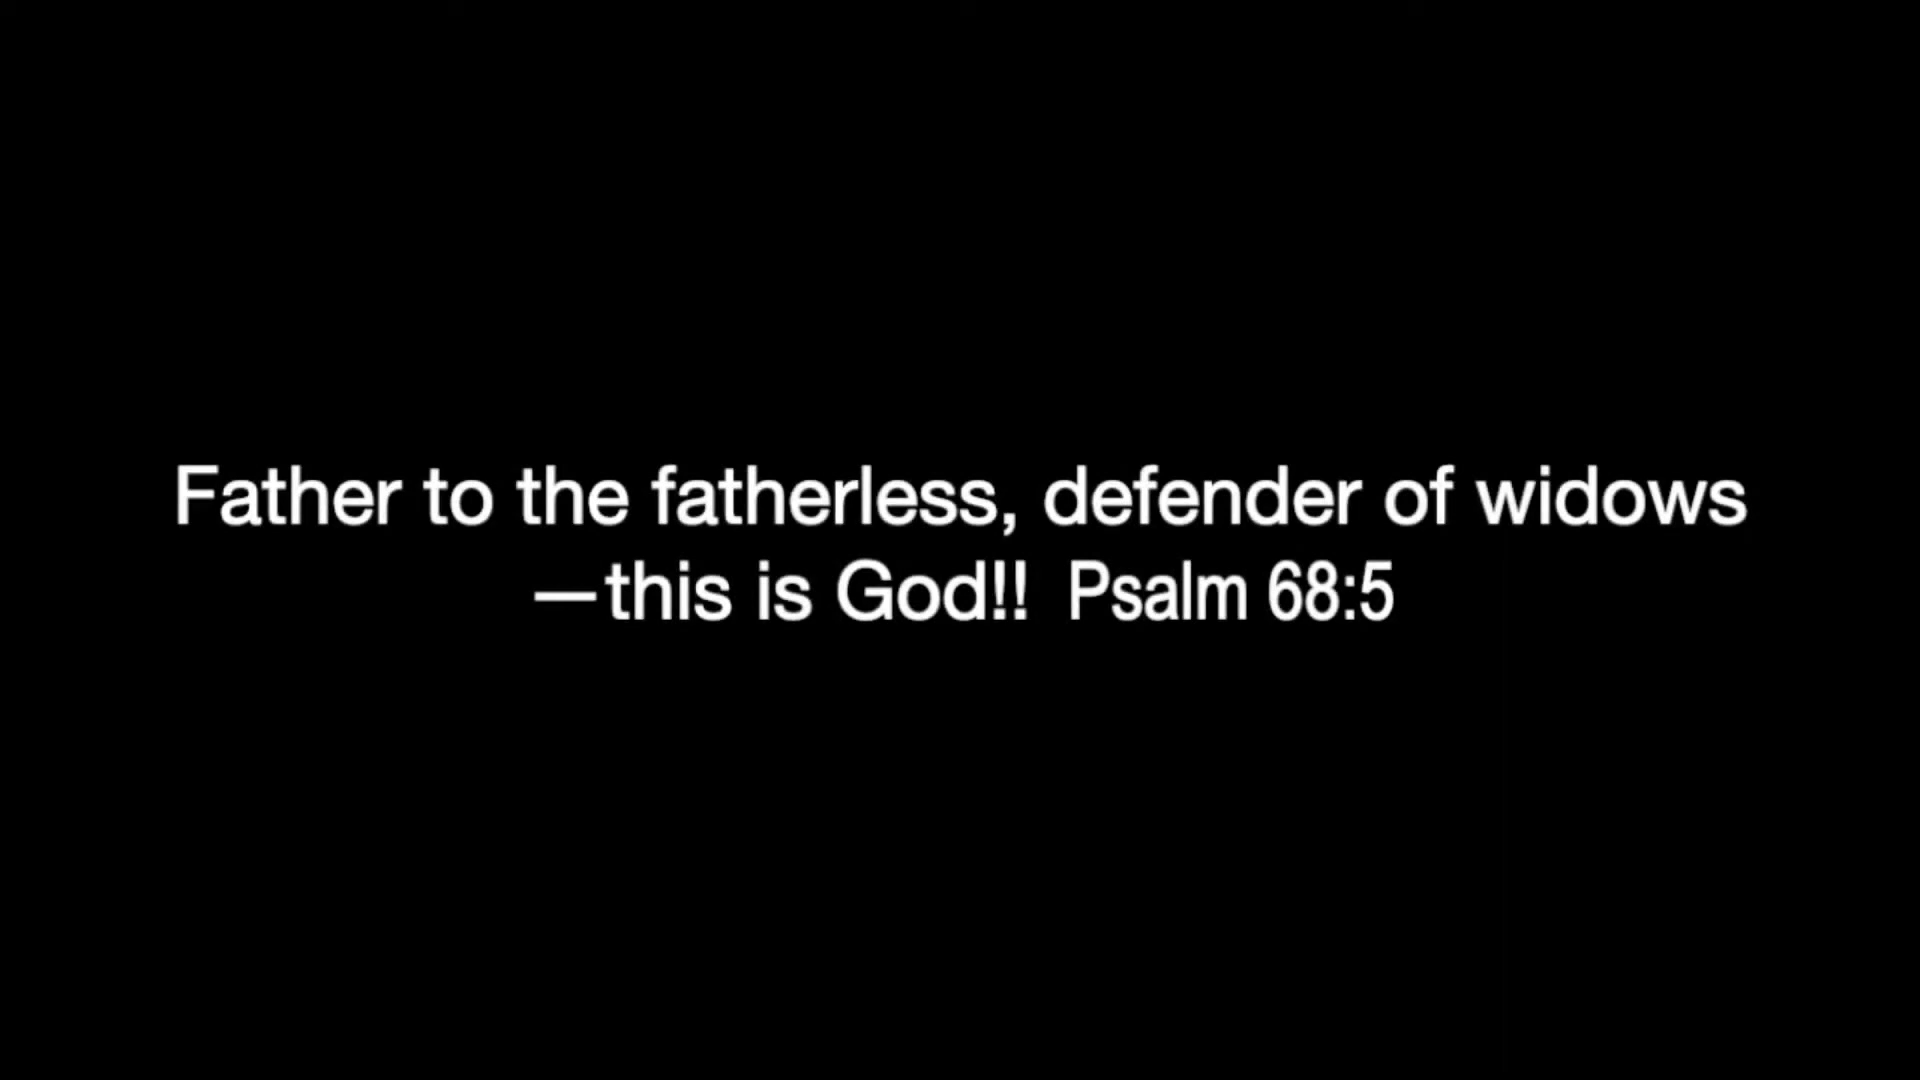 Father to the fatherless, defender of widows
—this is God!!  Psalm 68:5